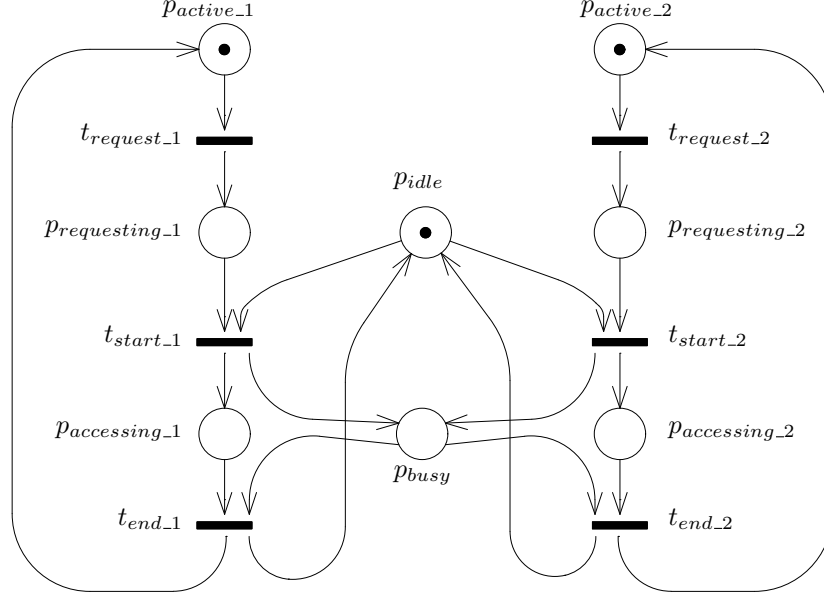 p_active_1
p_active_2
t_request_1
t_request_2
p_idle
p_requesting_1
p_requesting_2
t_start_1
t_start_2
p_accessing_1
p_accessing_2
p_busy
t_end_1
t_end_2